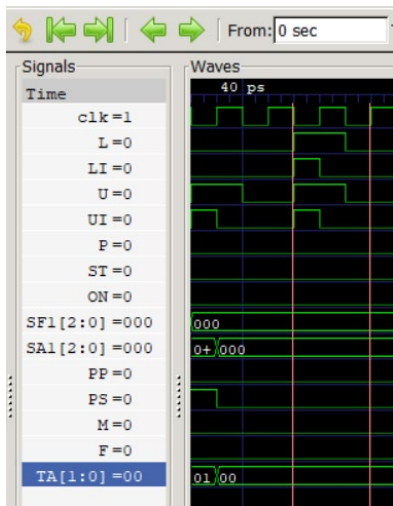 From: 0 sec
Signals
Waves
Time
40 ps
clk=1
L=0
LI=0
U=0
UI=0
P=0
ST=0
ON=0
SF1[2:0]=000
000
SA1[2:0]=000
0+ 000
PP=0
PS=0
M=0
F=0
TA[1:0]=00
01 00